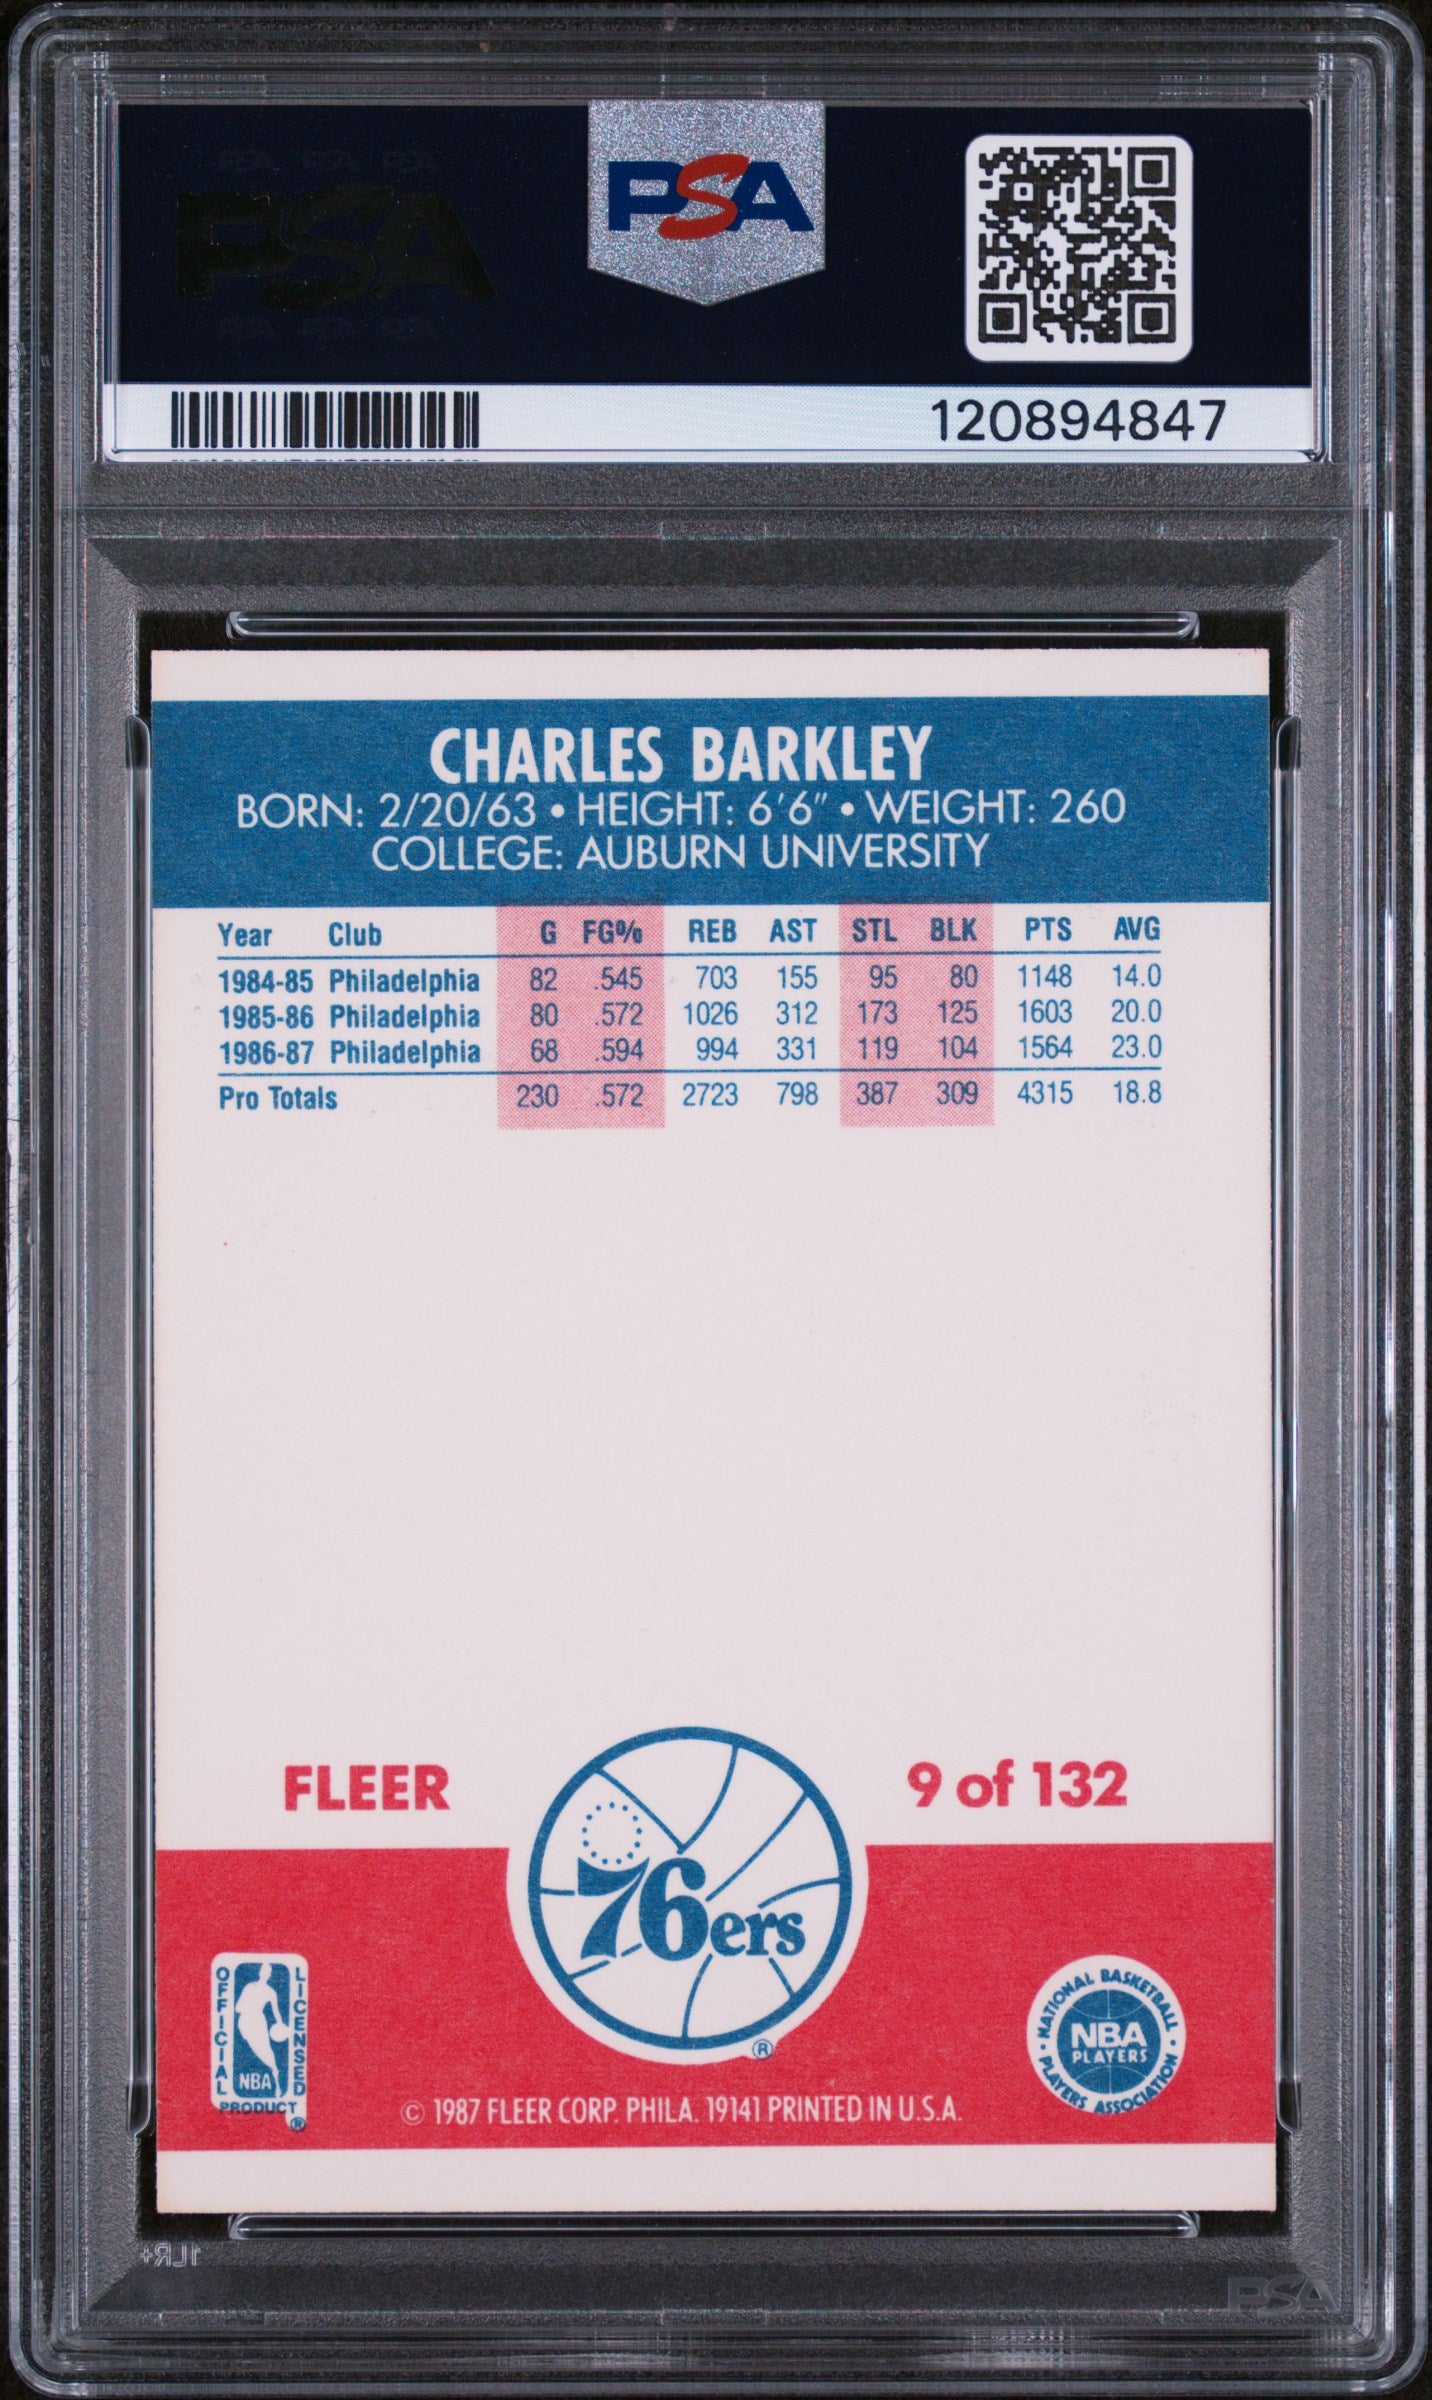 PSA
PSA
120894847
CHARLES BARKLEY
BORN: 2/20/63 • HEIGHT: 6'6" • WEIGHT: 260
COLLEGE: AUBURN UNIVERSITY
Year Club G FG% REB AST STL BLK PTS AVG
1984-85 Philadelphia 82 .545 703 155 95 80 1148 14.0
1985-86 Philadelphia 80 .572 1026 312 173 125 1603 20.0
1986-87 Philadelphia 68 .594 994 331 119 104 1564 23.0
Pro Totals 230 .572 2723 798 387 309 4315 18.8
FLEER
9 of 132
76ers
®
OFFICIAL LICENSED
NBA
PRODUCT
®
NATIONAL BASKETBALL
NBA
PLAYERS
• PLAYERS ASSOCIATION •
© 1987 FLEER CORP. PHILA. 19141 PRINTED IN U.S.A.
1LR+
PSA